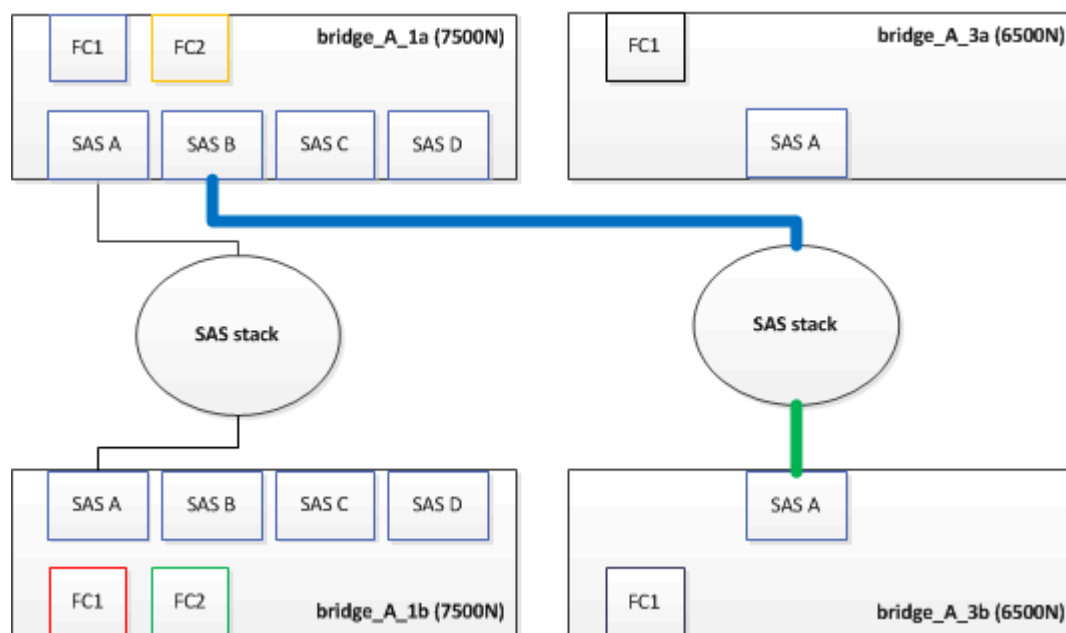 FC1
FC2
bridge_A_1a (7500N)
SAS A
SAS B
SAS C
SAS D
FC1
bridge_A_3a (6500N)
SAS A
SAS stack
SAS stack
SAS A
SAS B
SAS C
SAS D
FC1
FC2
bridge_A_1b (7500N)
SAS A
FC1
bridge_A_3b (6500N)